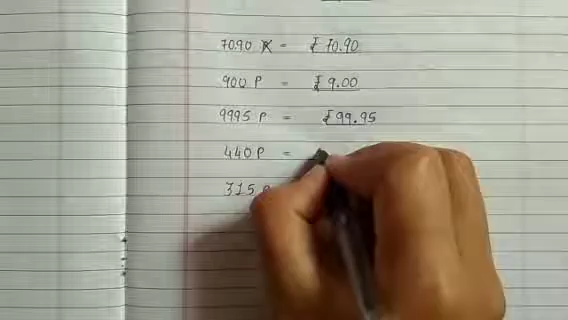 7090 P = ₹ 70.90
900 P = ₹ 9.00
9995 P = ₹ 99.95
440 P =
315 P